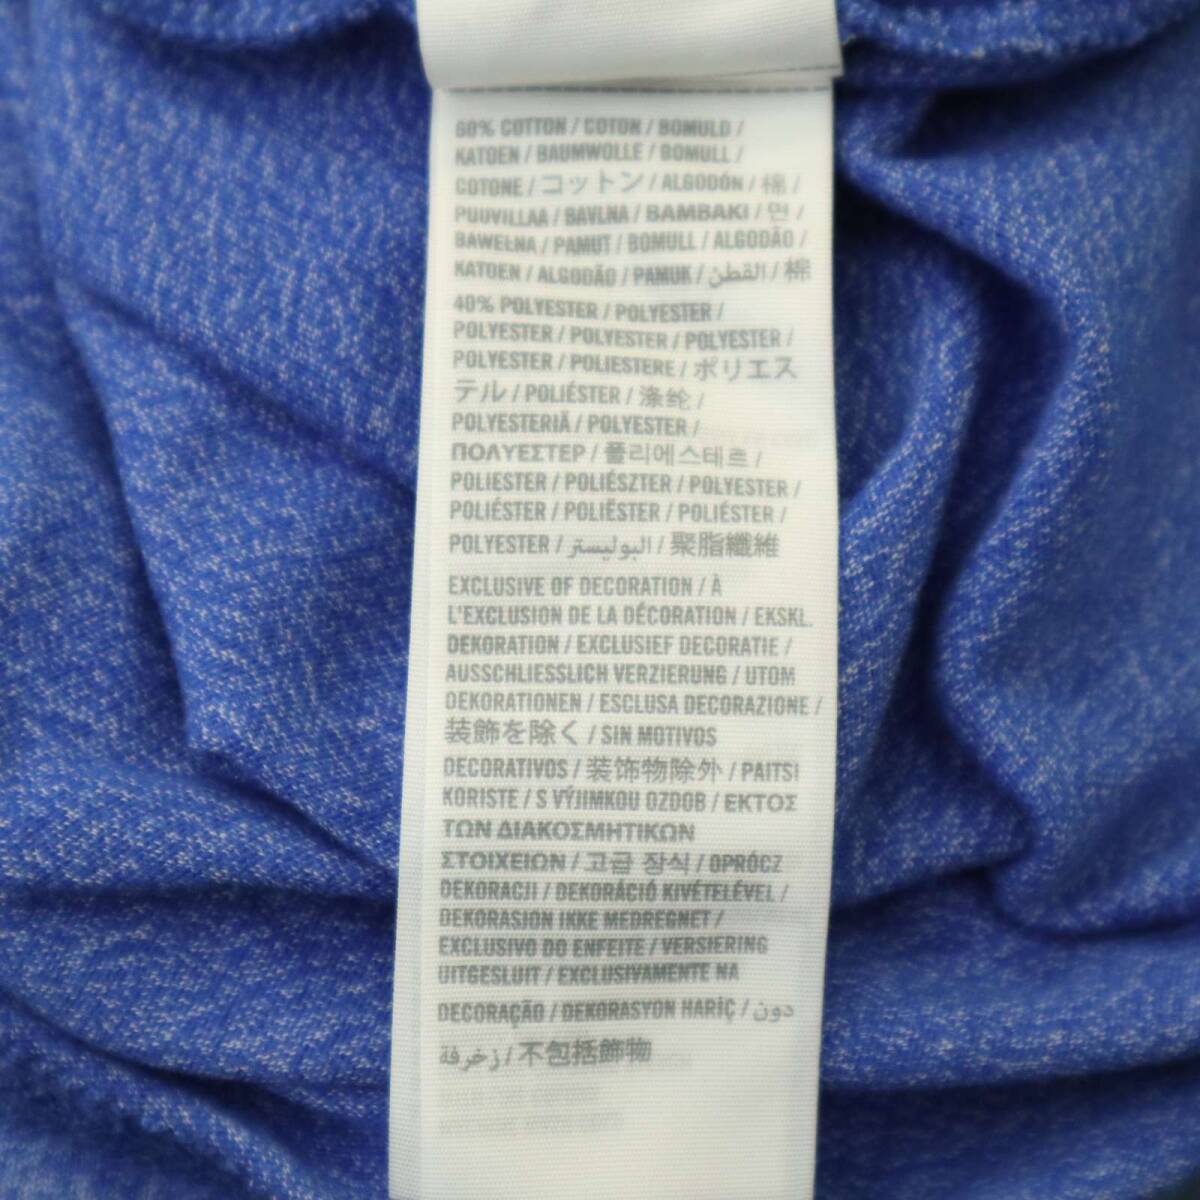 60% COTTON / COTON / BOMULD /
KATOEN / BAUMWOLLE / BOMULL /
COTONE / コットン / ALGODÓN / 棉 /
PUUVILLAA / BAVLNA / BAMBAKI / 면 /
BAWEŁNA / PAMUT / BOMULL / ALGODÃO /
KATOEN / ALGODÃO / PAMUK / القطن / 棉
40% POLYESTER / POLYESTER /
POLYESTER / POLYESTER / POLYESTER /
POLYESTER / POLIESTERE / ポリエス
テル / POLIÉSTER / 涤纶 /
POLYESTERIÄ / POLYESTER /
ΠΟΛΥΕΣΤΕΡ / 폴리에스테르 /
POLIESTER / POLIÉSZTER / POLYESTER /
POLIÉSTER / POLIËSTER / POLIÉSTER /
POLYESTER / البوليستر / 聚脂纖維
EXCLUSIVE OF DECORATION / À
L'EXCLUSION DE LA DÉCORATION / EKSKL.
DEKORATION / EXCLUSIEF DECORATIE /
AUSSCHLIESSLICH VERZIERUNG / UTOM
DEKORATIONEN / ESCLUSA DECORAZIONE /
装飾を除く / SIN MOTIVOS
DECORATIVOS / 装饰物除外 / PAITSI
KORISTE / S VÝJIMKOU OZDOB / ΕΚΤΟΣ
ΤΩΝ ΔΙΑΚΟΣΜΗΤΙΚΩΝ
ΣΤΟΙΧΕΙΩΝ / 고급 장식 / OPRÓCZ
DEKORACJI / DEKORÁCIÓ KIVÉTELÉVEL /
DEKORASJON IKKE MEDREGNET /
EXCLUSIVO DO ENFEITE / VERSIERING
UITGESLUIT / EXCLUSIVAMENTE NA
DECORAÇÃO / DEKORASYON HARİÇ / دون
زخرفة / 不包括飾物